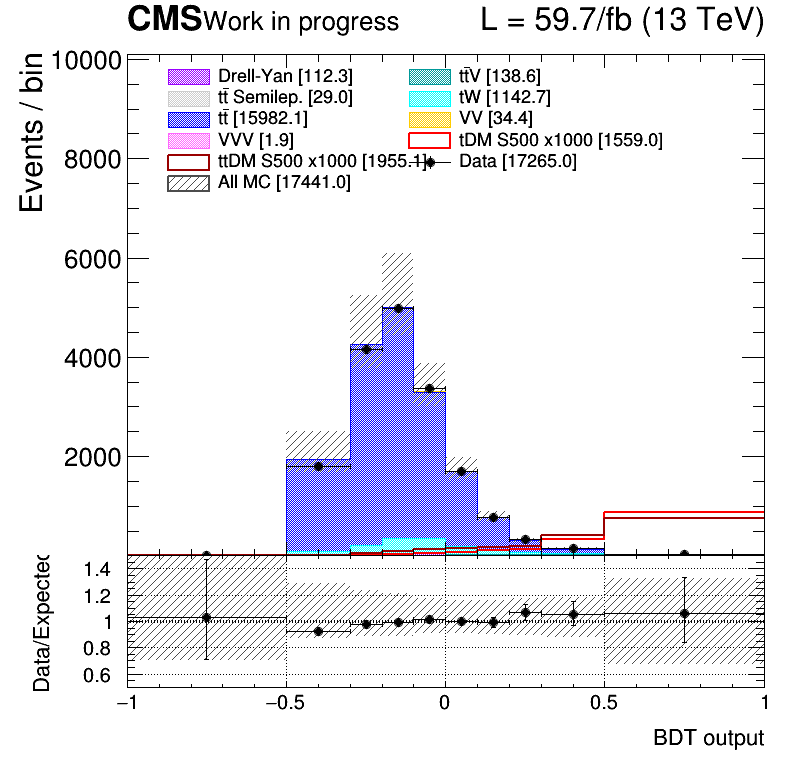 CMS Work in progress L = 59.7/fb (13 TeV)
Events / bin
10000
8000
6000
4000
2000
Drell-Yan [112.3] tt̄V [138.6]
tt̄ Semilep. [29.0] tW [1142.7]
tt̄ [15982.1] VV [34.4]
VVV [1.9] tDM S500 x1000 [1559.0]
ttDM S500 x1000 [1955.1] Data [17265.0]
All MC [17441.0]
Data/Expected
1.4
1.2
1
0.8
0.6
−1 −0.5 0 0.5 1
BDT output